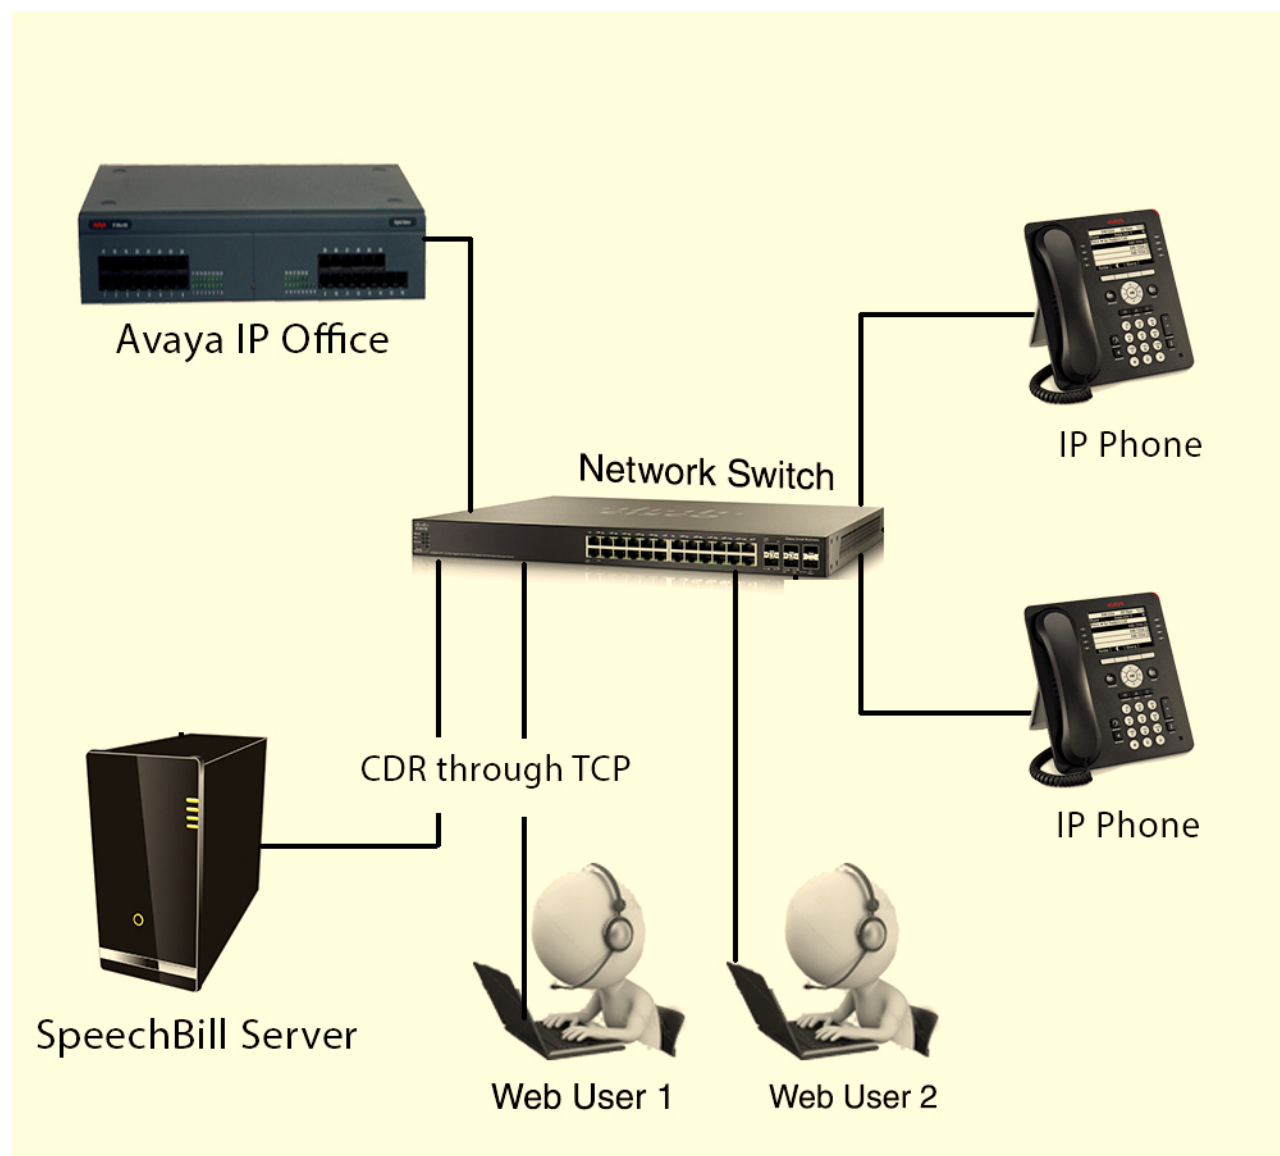 Avaya IP Office
IP Phone
Network Switch
IP Phone
CDR through TCP
SpeechBill Server
Web User 1
Web User 2